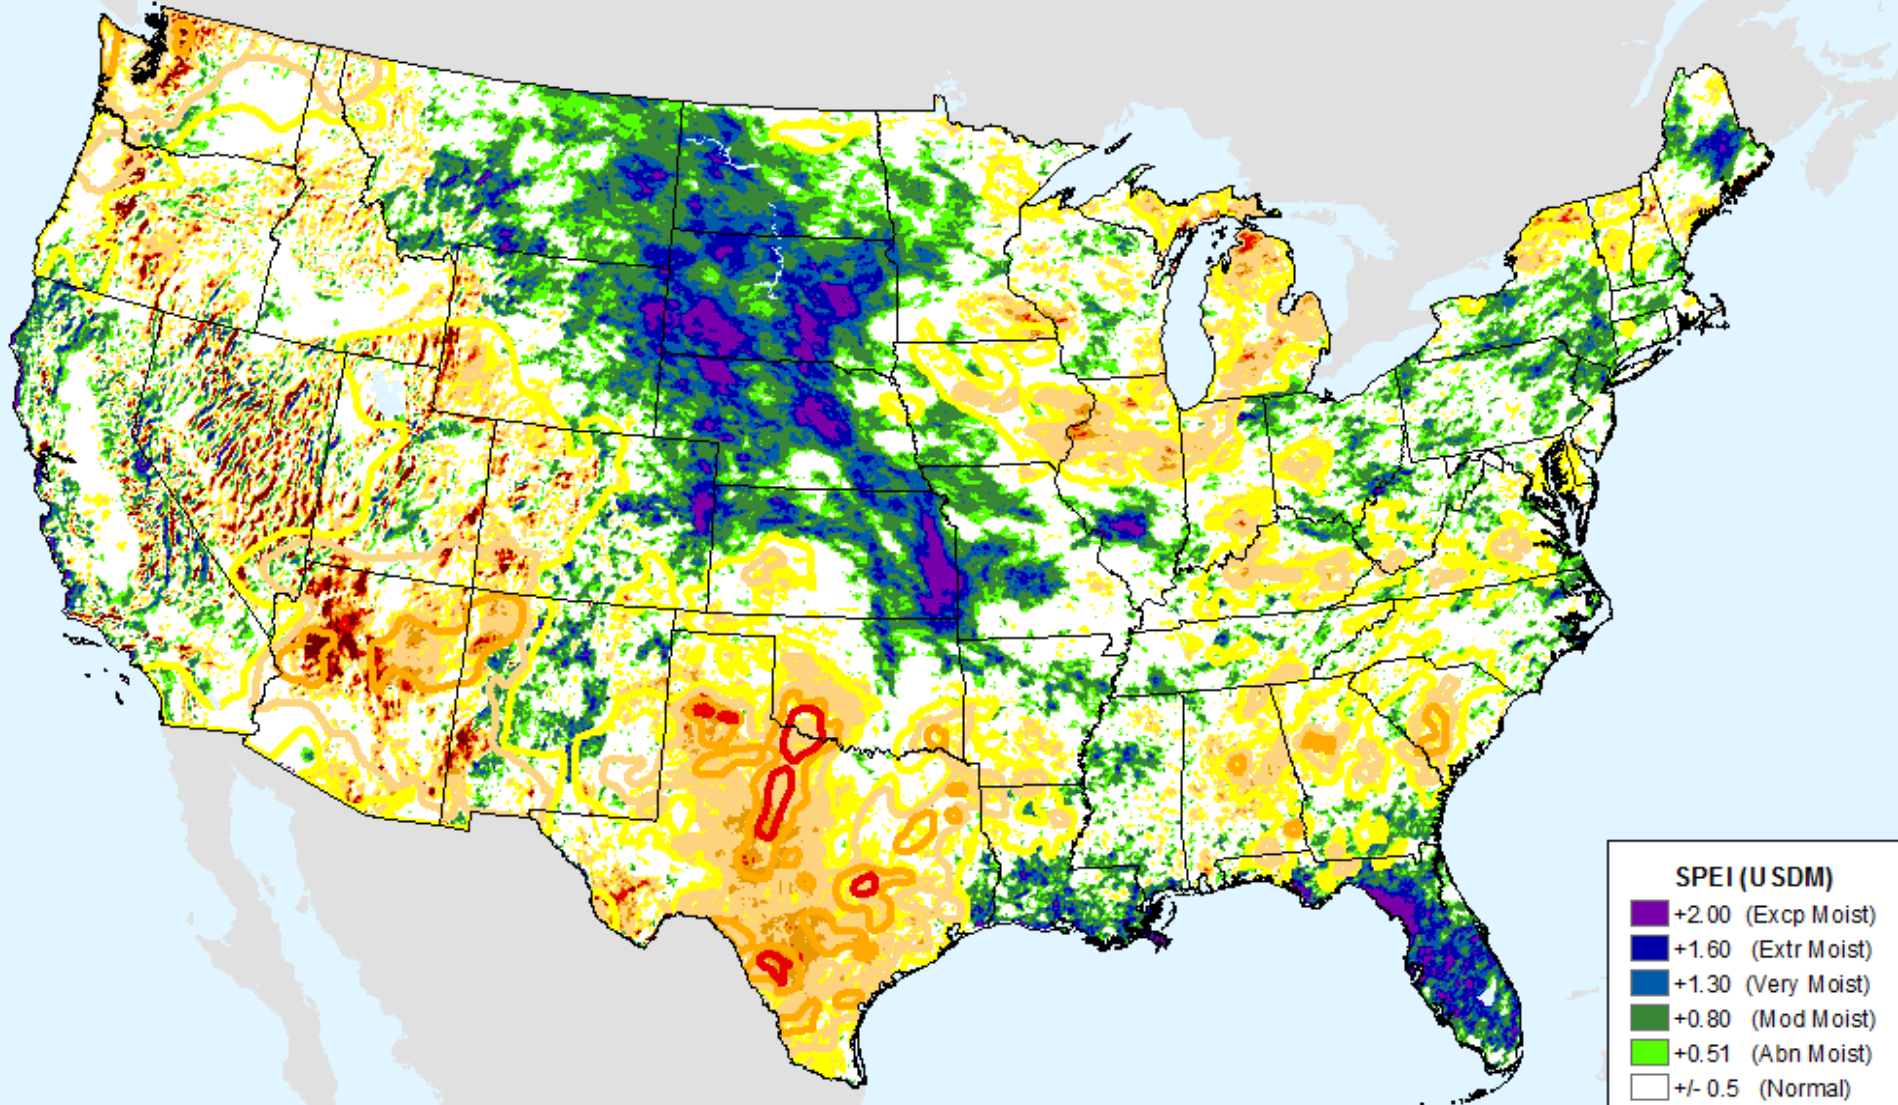 SPEI (USDM)
+2.00 (Excp Moist)
+1.60 (Extr Moist)
+1.30 (Very Moist)
+0.80 (Mod Moist)
+0.51 (Abn Moist)
+/- 0.5 (Normal)